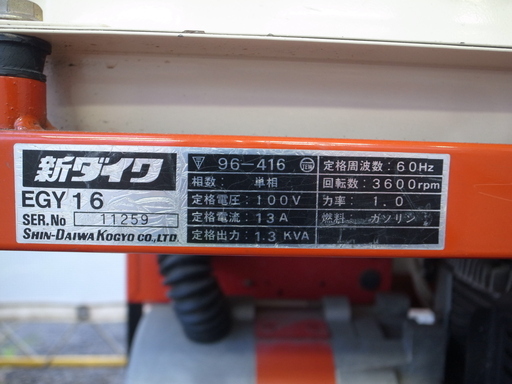 新ダイワ
EGY 16
SER.No 11259
SHIN-DAIWA KOGYO CO.,LTD.
96-416
相数: 単相
定格電圧: 100V
定格電流: 13A
定格出力: 1.3 KVA
定格周波数: 60Hz
回転数: 3600rpm
力率: 1.0
燃料: ガソリン